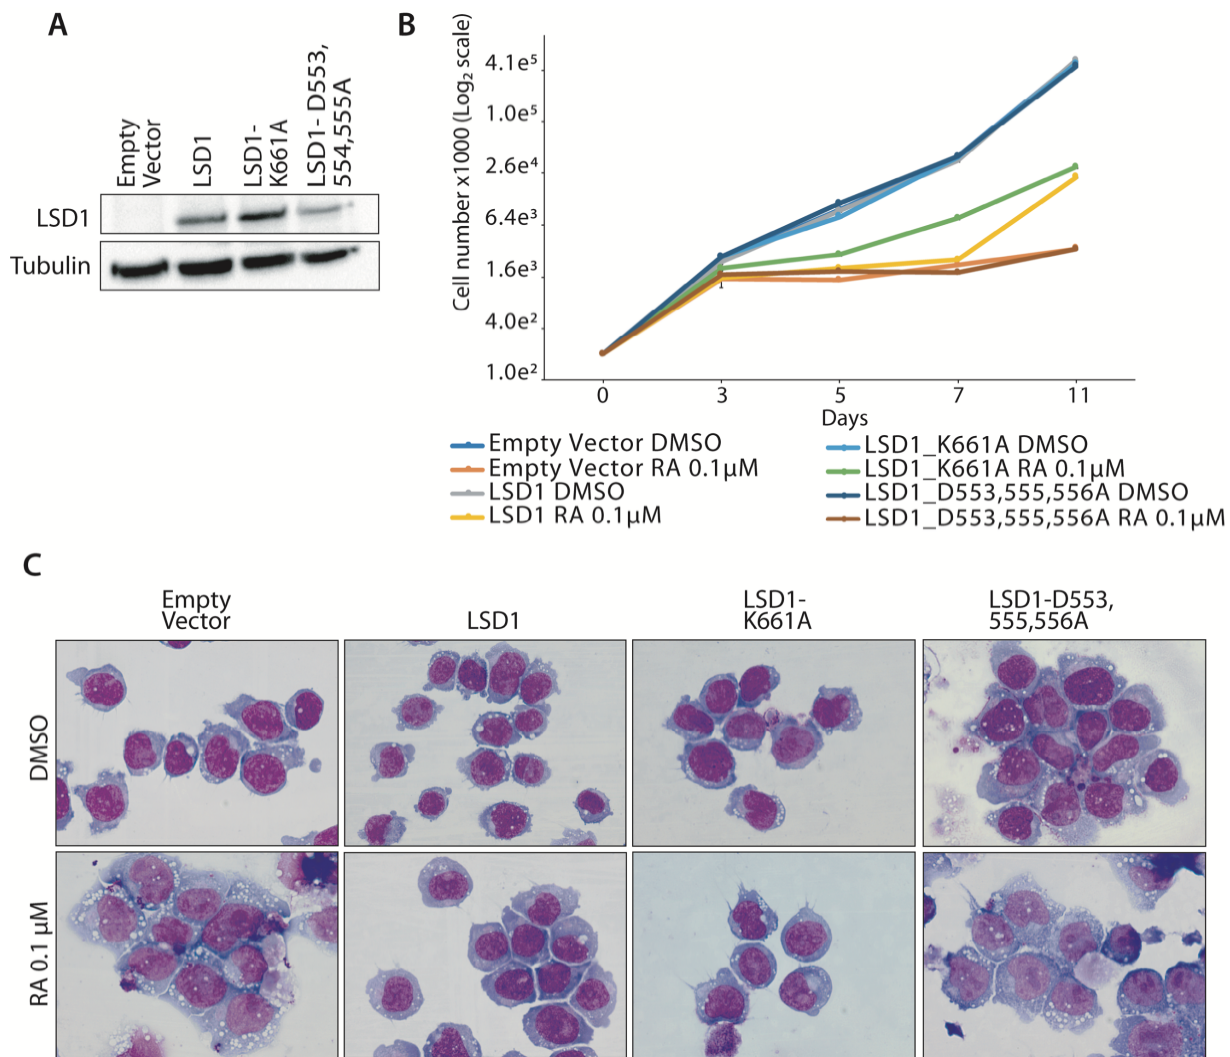 A
Empty
Vector
LSD1
LSD1-
K661A
LSD1- D553,
554,555A
LSD1
Tubulin
B
Cell number x1000 (Log₂ scale)
4.1e⁵
1.0e⁵
2.6e⁴
6.4e³
1.6e³
4.0e²
1.0e²
0 3 5 7 11
Days
Empty Vector DMSO
Empty Vector RA 0.1µM
LSD1 DMSO
LSD1 RA 0.1µM
LSD1_K661A DMSO
LSD1_K661A RA 0.1µM
LSD1_D553,555,556A DMSO
LSD1_D553,555,556A RA 0.1µM
C
Empty
Vector
LSD1
LSD1-
K661A
LSD1-D553,
555,556A
DMSO
RA 0.1 µM